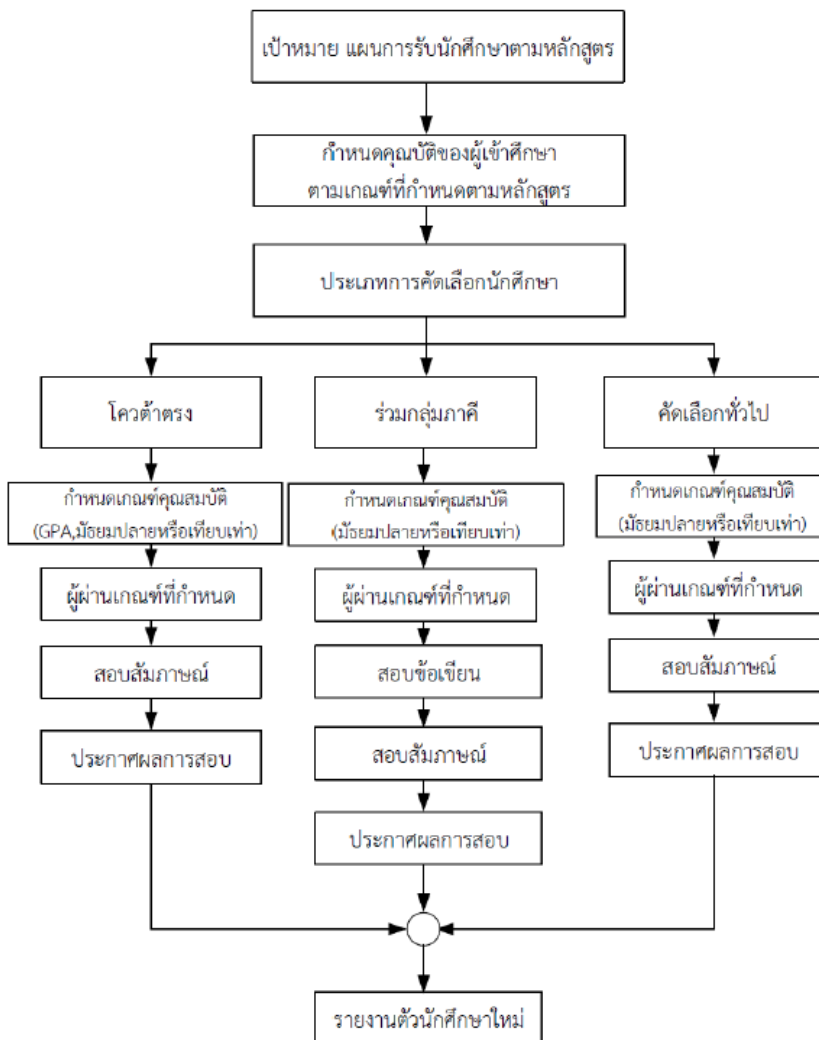 เป้าหมาย แผนการรับนักศึกษาตามหลักสูตร
กำหนดคุณบัติของผู้เข้าศึกษา
ตามเกณฑ์ที่กำหนดตามหลักสูตร
ประเภทการคัดเลือกนักศึกษา
โควต้าตรง
กำหนดเกณฑ์คุณสมบัติ
(GPA,มัธยมปลายหรือเทียบเท่า)
ผู้ผ่านเกณฑ์ที่กำหนด
สอบสัมภาษณ์
ประกาศผลการสอบ
ร่วมกลุ่มภาคี
กำหนดเกณฑ์คุณสมบัติ
(มัธยมปลายหรือเทียบเท่า)
ผู้ผ่านเกณฑ์ที่กำหนด
สอบข้อเขียน
สอบสัมภาษณ์
ประกาศผลการสอบ
คัดเลือกทั่วไป
กำหนดเกณฑ์คุณสมบัติ
(มัธยมปลายหรือเทียบเท่า)
ผู้ผ่านเกณฑ์ที่กำหนด
สอบสัมภาษณ์
ประกาศผลการสอบ
รายงานตัวนักศึกษาใหม่